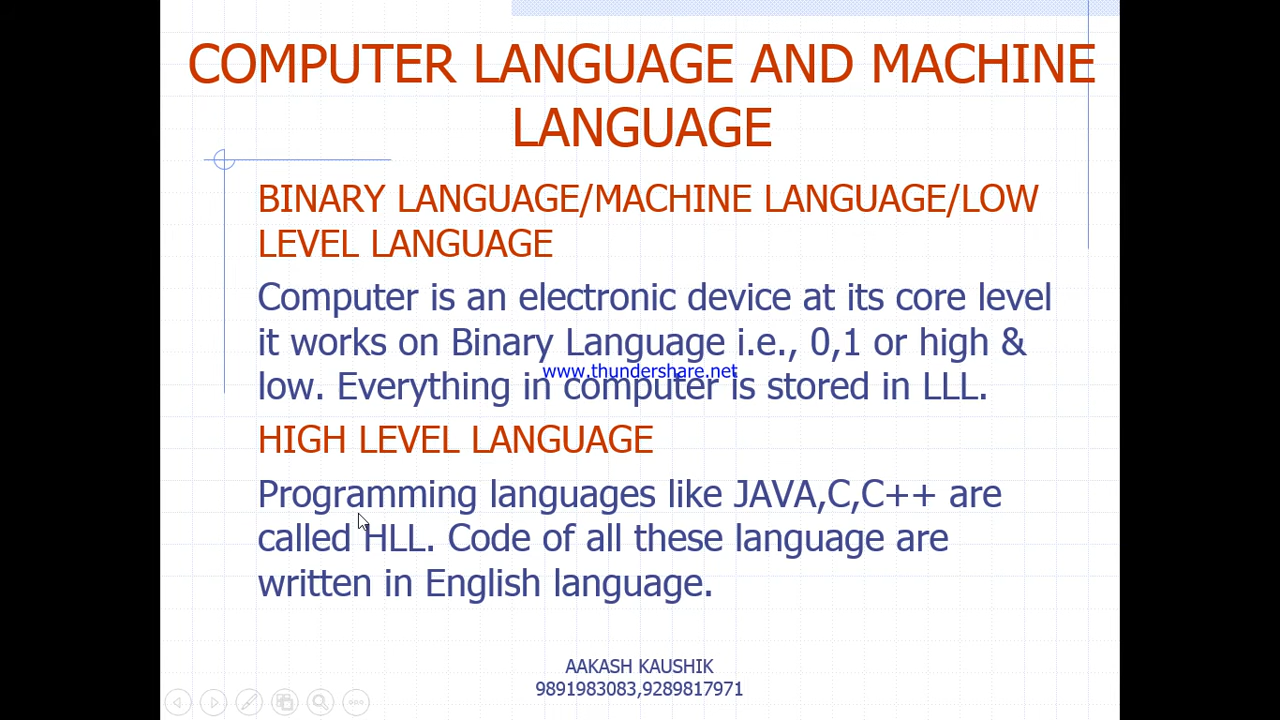 COMPUTER LANGUAGE AND MACHINE
LANGUAGE
BINARY LANGUAGE/MACHINE LANGUAGE/LOW
LEVEL LANGUAGE
Computer is an electronic device at its core level
it works on Binary Language i.e., 0,1 or high &
www.thundershare.net
low. Everything in computer is stored in LLL.
HIGH LEVEL LANGUAGE
Programming languages like JAVA,C,C++ are
called HLL. Code of all these language are
written in English language.
AAKASH KAUSHIK
9891983083,9289817971